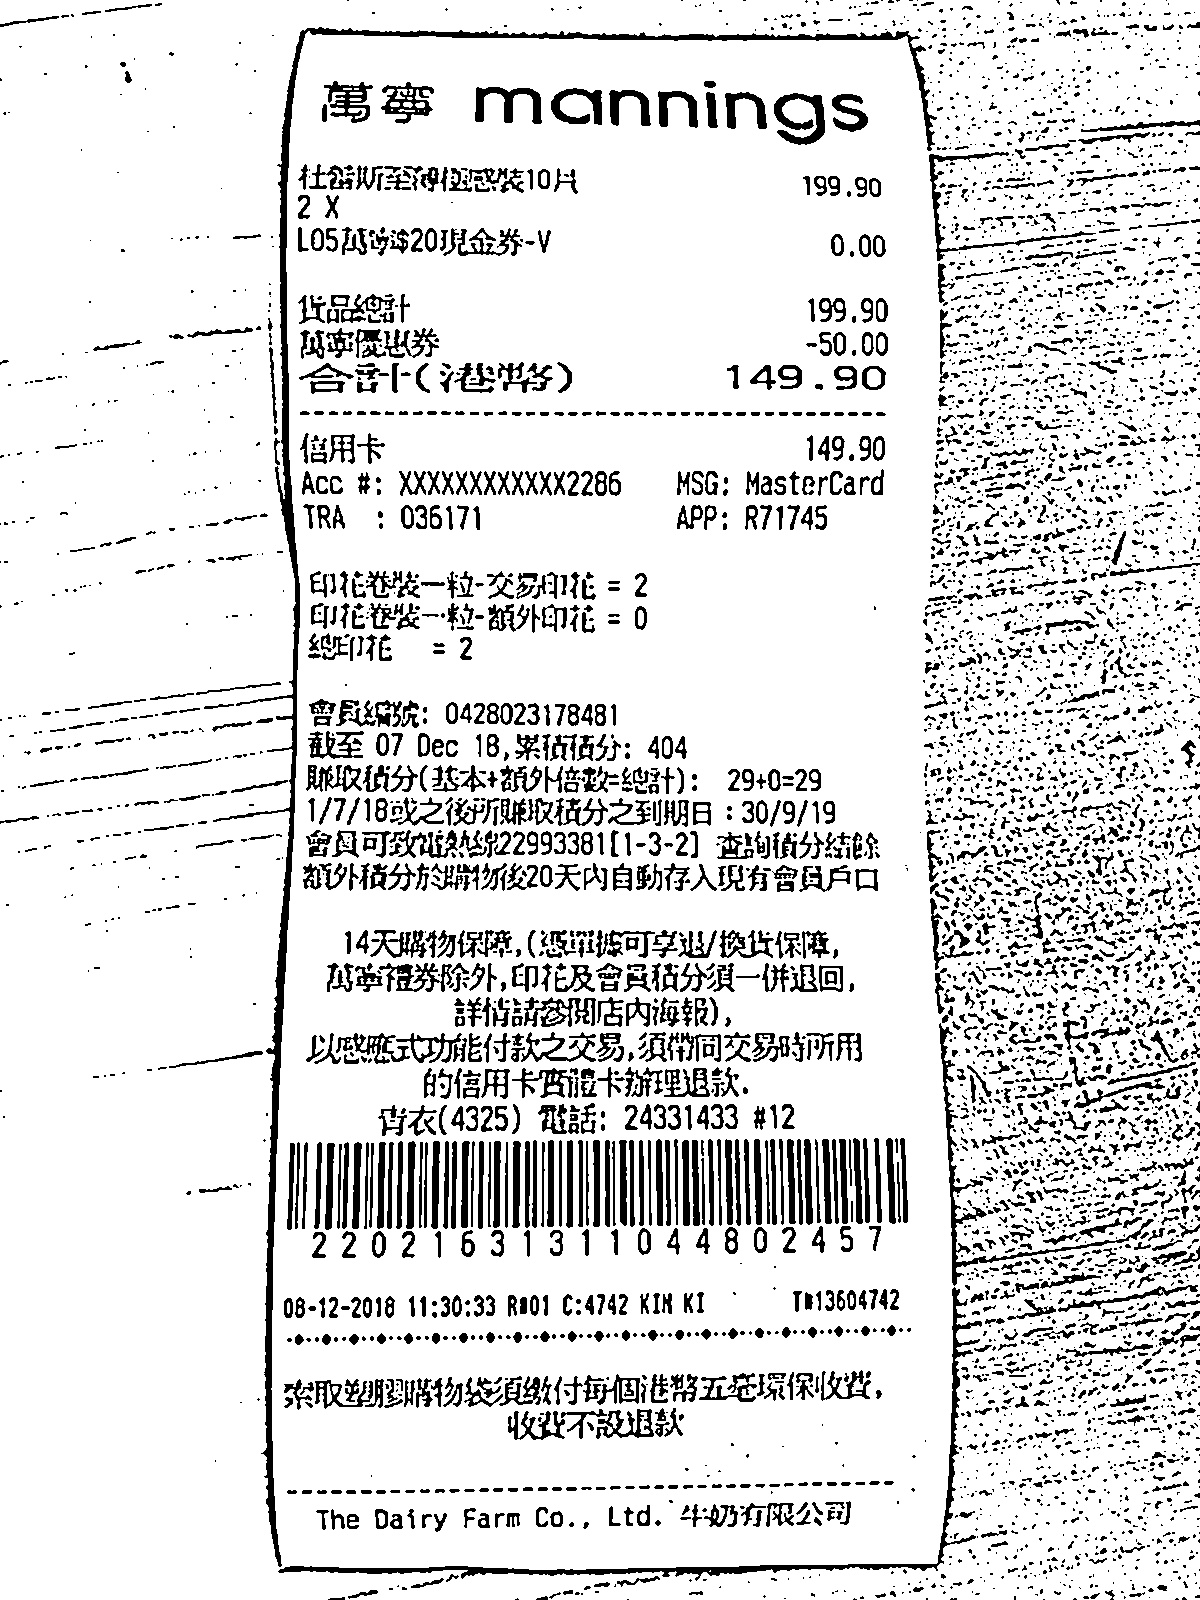 萬寧 mannings
杜蕾斯至薄極感裝10片 199.90
2 X
L05萬寧$20現金券-V 0.00
貨品總計 199.90
萬寧優惠券 -50.00
合計(港幣) 149.90
信用卡 149.90
Acc #: XXXXXXXXXXXX2286 MSG: MasterCard
TRA : 036171 APP: R71745
印花卷裝一粒-交易印花 = 2
印花卷裝一粒-額外印花 = 0
總印花 = 2
會員編號: 0428023178481
截至 07 Dec 18,累積積分: 404
賺取積分(基本+額外倍數=總計): 29+0=29
1/7/18或之後所賺取積分之到期日：30/9/19
會員可致電熱線22993381[1-3-2] 查詢積分結餘
額外積分於購物後20天內自動存入現有會員戶口
14天購物保障,(憑單據可享退/換貨保障,
萬寧禮券除外,印花及會員積分須一併退回,
詳情請參閱店內海報),
以感應式功能付款之交易,須帶同交易時所用
的信用卡實體卡辦理退款.
青衣(4325) 電話: 24331433 #12
22021631311044802457
08-12-2018 11:30:33 R#01 C:4742 KIM KI T#13604742
索取塑膠購物袋須繳付每個港幣五毫環保收費,
收費不設退款
The Dairy Farm Co., Ltd. 牛奶有限公司